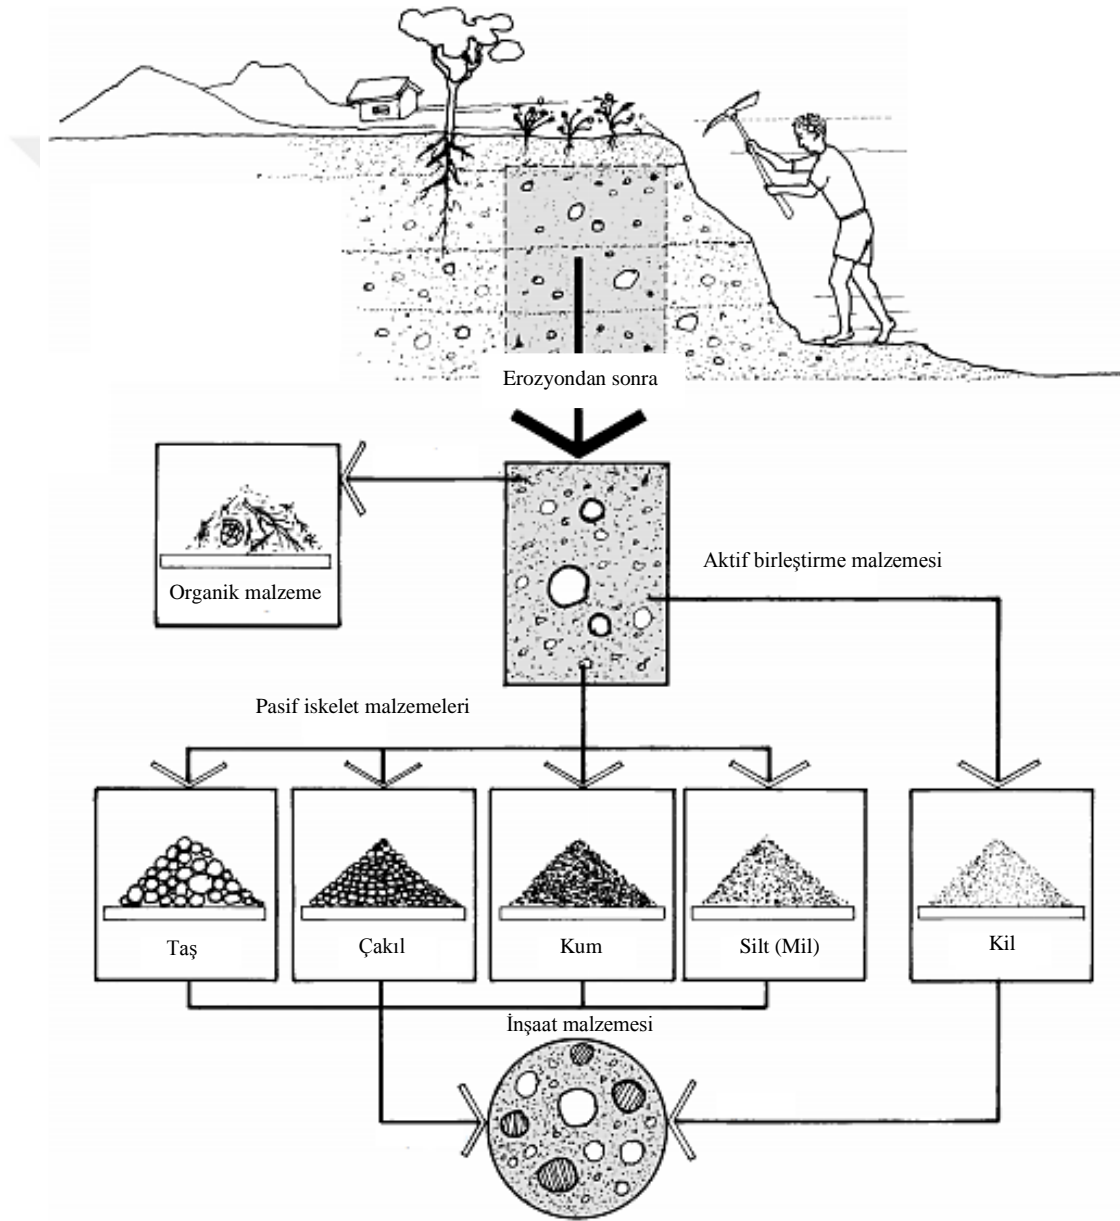 Erozyondan sonra
Organik malzeme
Aktif birleştirme malzemesi
Pasif iskelet malzemeleri
Taş
Çakıl
Kum
Silt (Mil)
Kil
İnşaat malzemesi